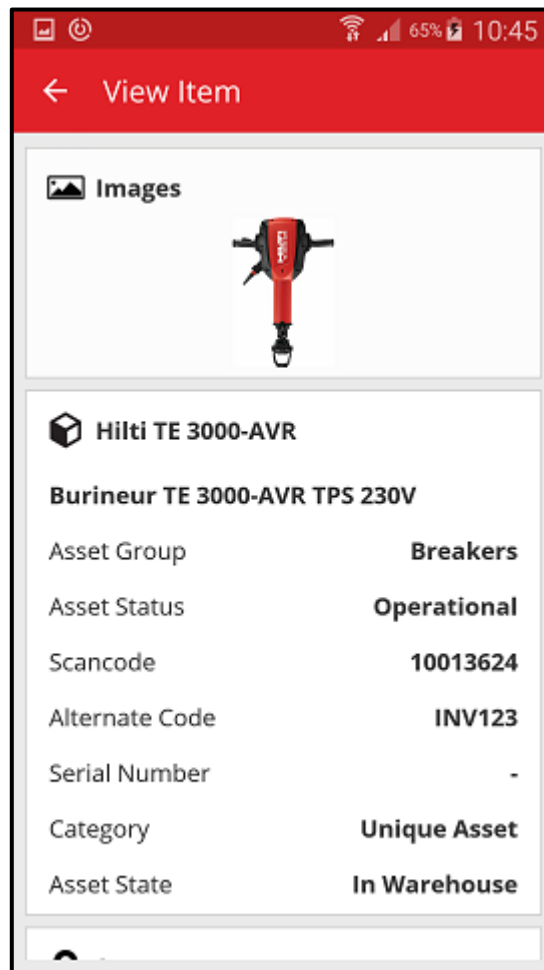 65% 10:45
View Item
Images
HILTI
Hilti TE 3000-AVR
Burineur TE 3000-AVR TPS 230V
Asset Group Breakers
Asset Status Operational
Scancode 10013624
Alternate Code INV123
Serial Number -
Category Unique Asset
Asset State In Warehouse